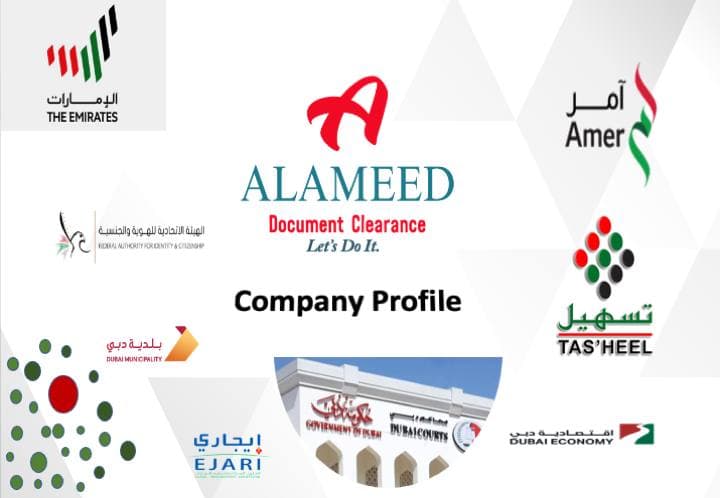 الإمارات
THE EMIRATES
ALAMEED
Document Clearance
Let's Do It.
آمر
Amer
الهيئة الاتحادية للهوية والجنسية
FEDERAL AUTHORITY FOR IDENTITY & CITIZENSHIP
Company Profile
تسهيل
TAS'HEEL
بلدية دبي
DUBAI MUNICIPALITY
حكومة دبي
GOVERNMENT OF DUBAI
DUBAI COURTS
إيجاري
EJARI
اقتصادية دبي
DUBAI ECONOMY